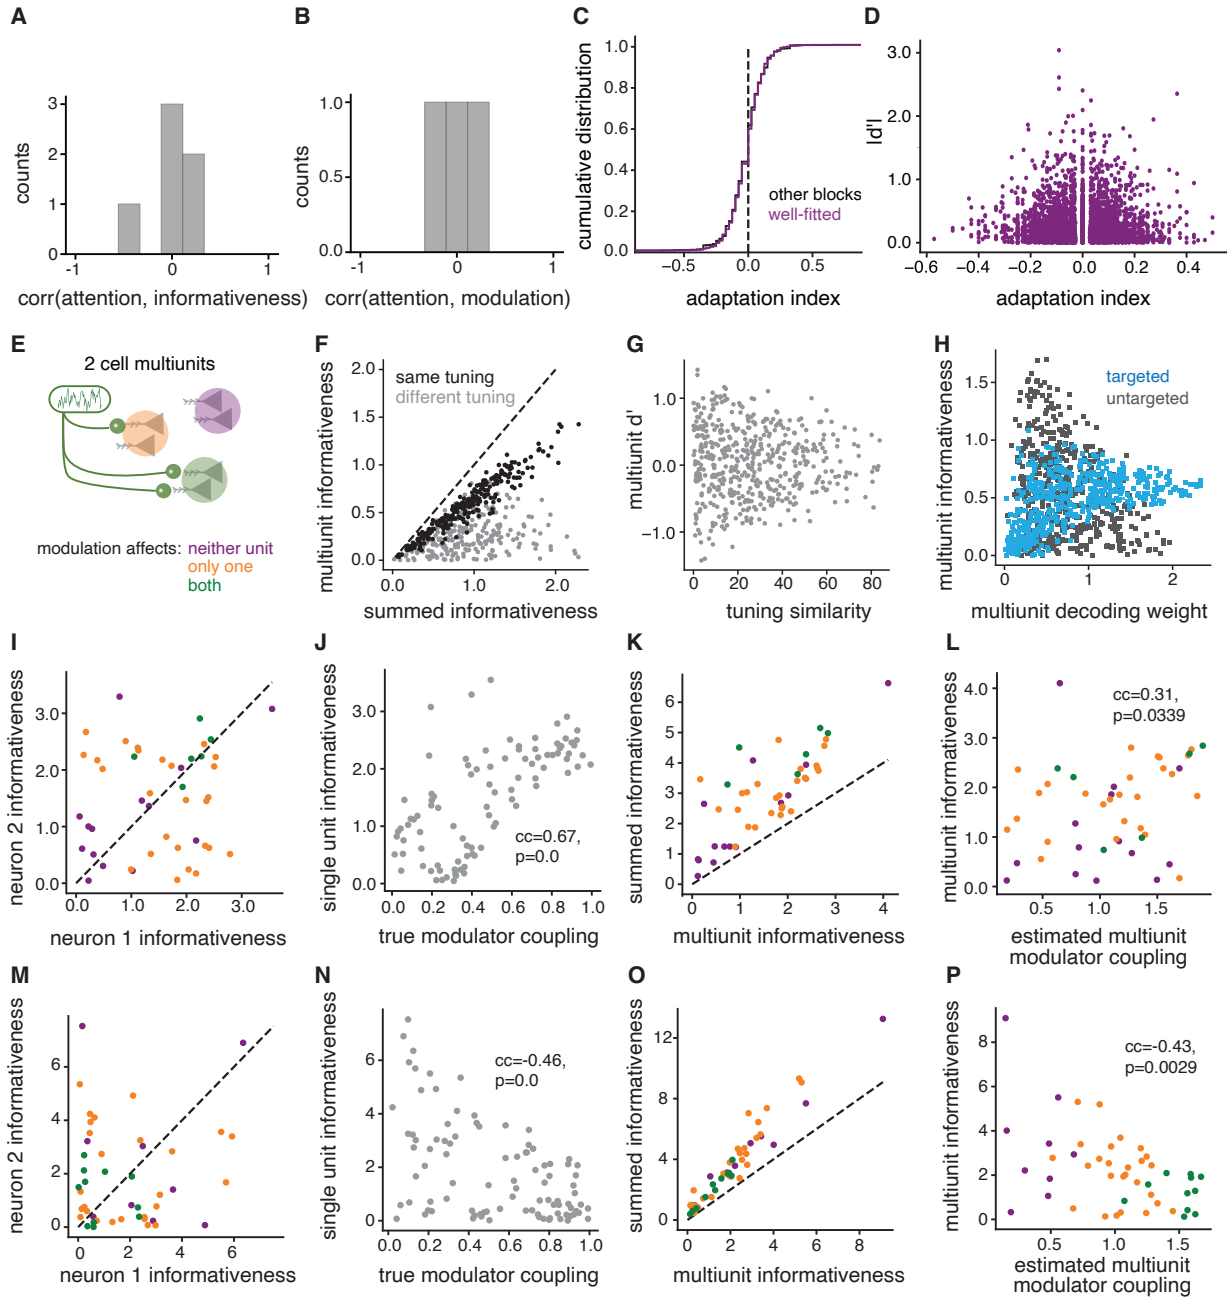 A
counts
3
2
1
0
-1
0
1
corr(attention, informativeness)
B
counts
1.0
0.5
0.0
-1
0
1
corr(attention, modulation)
C
cumulative distribution
1.0
0.8
0.6
0.4
0.2
0.0
−0.5
0.0
0.5
other blocks
well-fitted
adaptation index
D
|d'|
3.0
2.0
1.0
0.0
−0.6
−0.4
−0.2
0.0
0.2
0.4
adaptation index
E
2 cell multiunits
modulation affects: neither unit
only one
both
F
multiunit informativeness
2.0
1.5
1.0
0.5
0.0
same tuning
different tuning
0.0
1.0
2.0
summed informativeness
G
multiunit d'
1.0
0.0
−1.0
0
20
40
60
80
tuning similarity
H
multiunit informativeness
1.5
1.0
0.5
0.0
targeted
untargeted
0
1
2
multiunit decoding weight
I
neuron 2 informativeness
3.0
2.0
1.0
0.0
0.0
1.0
2.0
3.0
neuron 1 informativeness
J
single unit informativeness
3.0
2.0
1.0
0.0
cc=0.67,
p=0.0
0.0
0.2
0.4
0.6
0.8
1.0
true modulator coupling
K
summed informativeness
6
4
3
2
1
0
0
1
2
3
4
multiunit informativeness
L
multiunit informativeness
4.0
3.0
2.0
1.0
0.0
cc=0.31,
p=0.0339
0.5
1.0
1.5
estimated multiunit
modulator coupling
M
neuron 2 informativeness
6
4
2
0
0
2
4
6
neuron 1 informativeness
N
single unit informativeness
6
4
2
0
cc=-0.46,
p=0.0
0.0
0.2
0.4
0.6
0.8
1.0
true modulator coupling
O
summed informativeness
12
8
4
0
0
2
4
6
8
multiunit informativeness
P
multiunit informativeness
8
6
4
2
0
cc=-0.43,
p=0.0029
0.5
1.0
1.5
estimated multiunit
modulator coupling